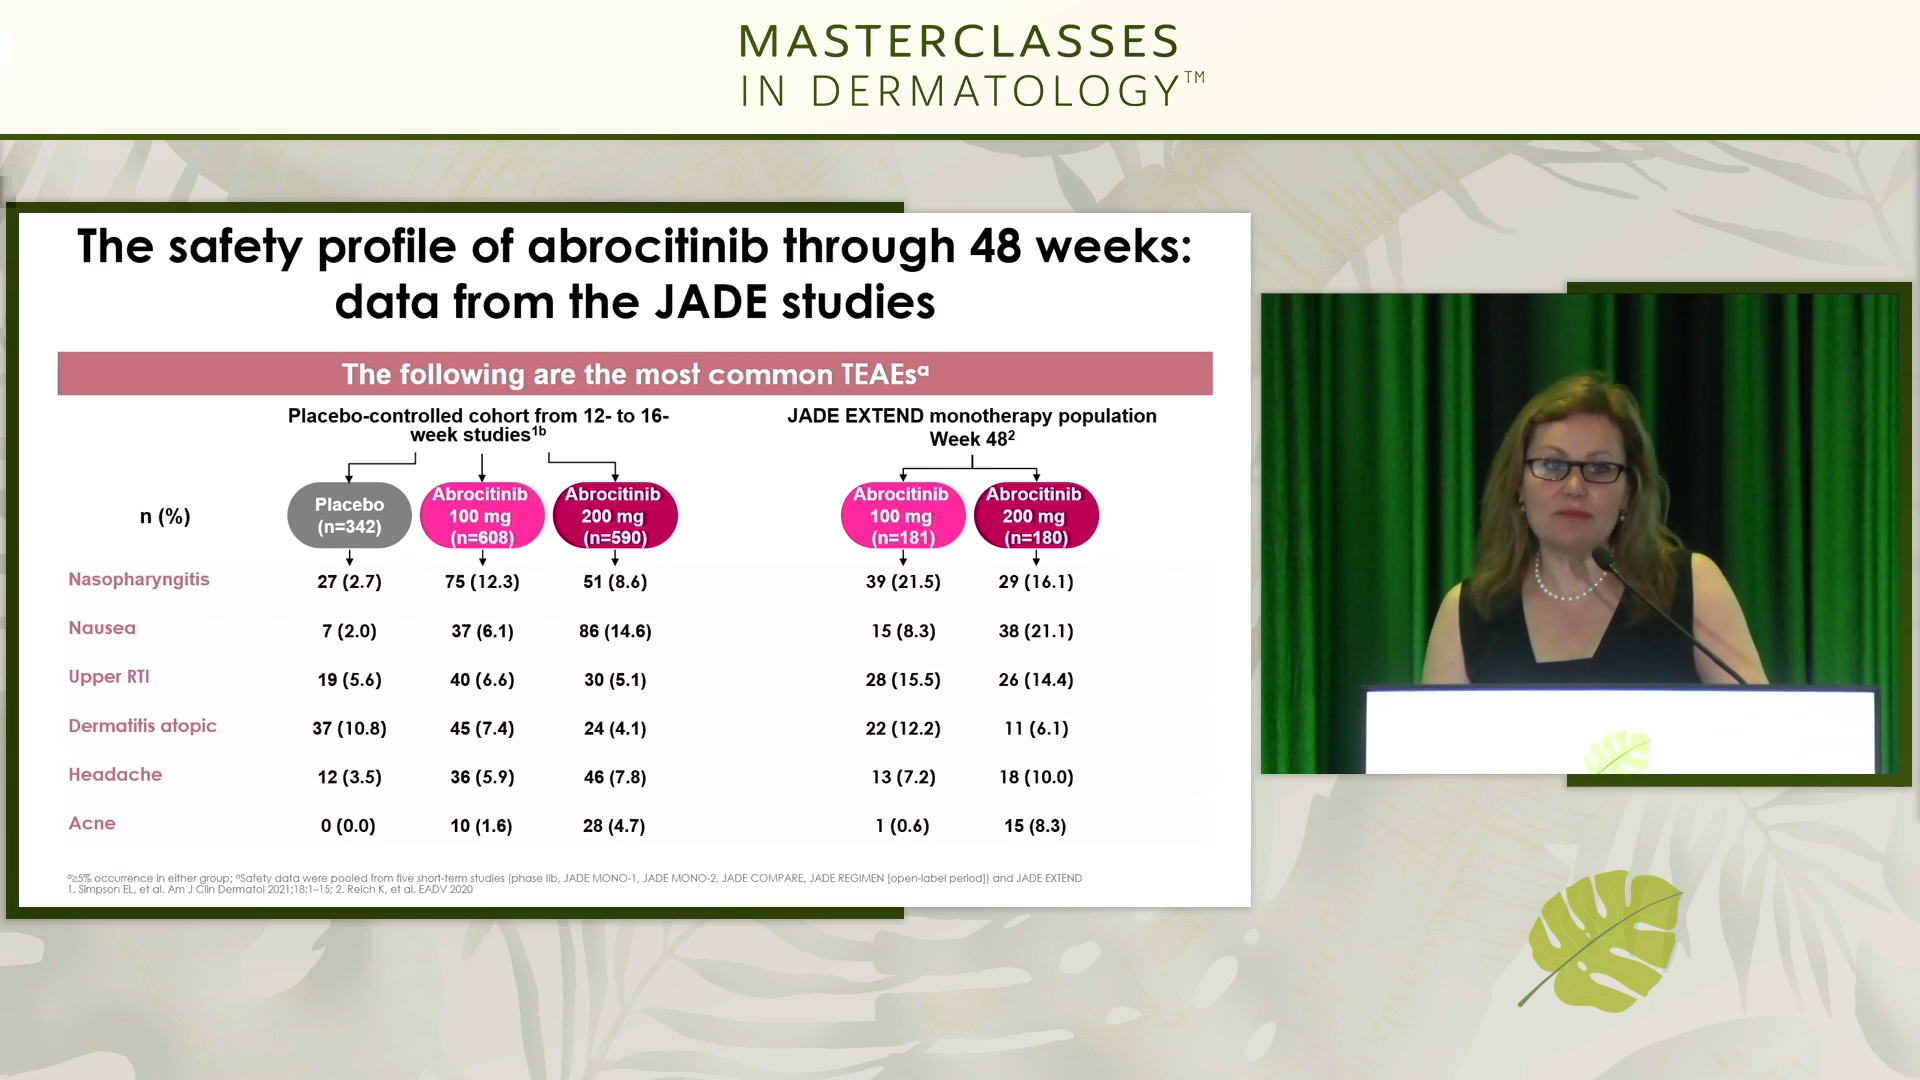 MASTERCLASSES
IN DERMATOLOGY™
The safety profile of abrocitinib through 48 weeks:
data from the JADE studies
The following are the most common TEAEsᵃ
Placebo-controlled cohort from 12- to 16-
week studies¹ᵇ
JADE EXTEND monotherapy population
Week 48²
n (%)
Placebo
(n=342)
Abrocitinib
100 mg
(n=608)
Abrocitinib
200 mg
(n=590)
Abrocitinib
100 mg
(n=181)
Abrocitinib
200 mg
(n=180)
Nasopharyngitis 27 (2.7) 75 (12.3) 51 (8.6) 39 (21.5) 29 (16.1)
Nausea 7 (2.0) 37 (6.1) 86 (14.6) 15 (8.3) 38 (21.1)
Upper RTI 19 (5.6) 40 (6.6) 30 (5.1) 28 (15.5) 26 (14.4)
Dermatitis atopic 37 (10.8) 45 (7.4) 24 (4.1) 22 (12.2) 11 (6.1)
Headache 12 (3.5) 36 (5.9) 46 (7.8) 13 (7.2) 18 (10.0)
Acne 0 (0.0) 10 (1.6) 28 (4.7) 1 (0.6) 15 (8.3)
ᵃ≥5% occurrence in either group; ᵃSafety data were pooled from five short-term studies (phase IIb, JADE MONO-1, JADE MONO-2, JADE COMPARE, JADE REGIMEN [open-label period]) and JADE EXTEND
1. Simpson EL, et al. Am J Clin Dermatol 2021;18:1–15; 2. Reich K, et al. EADV 2020